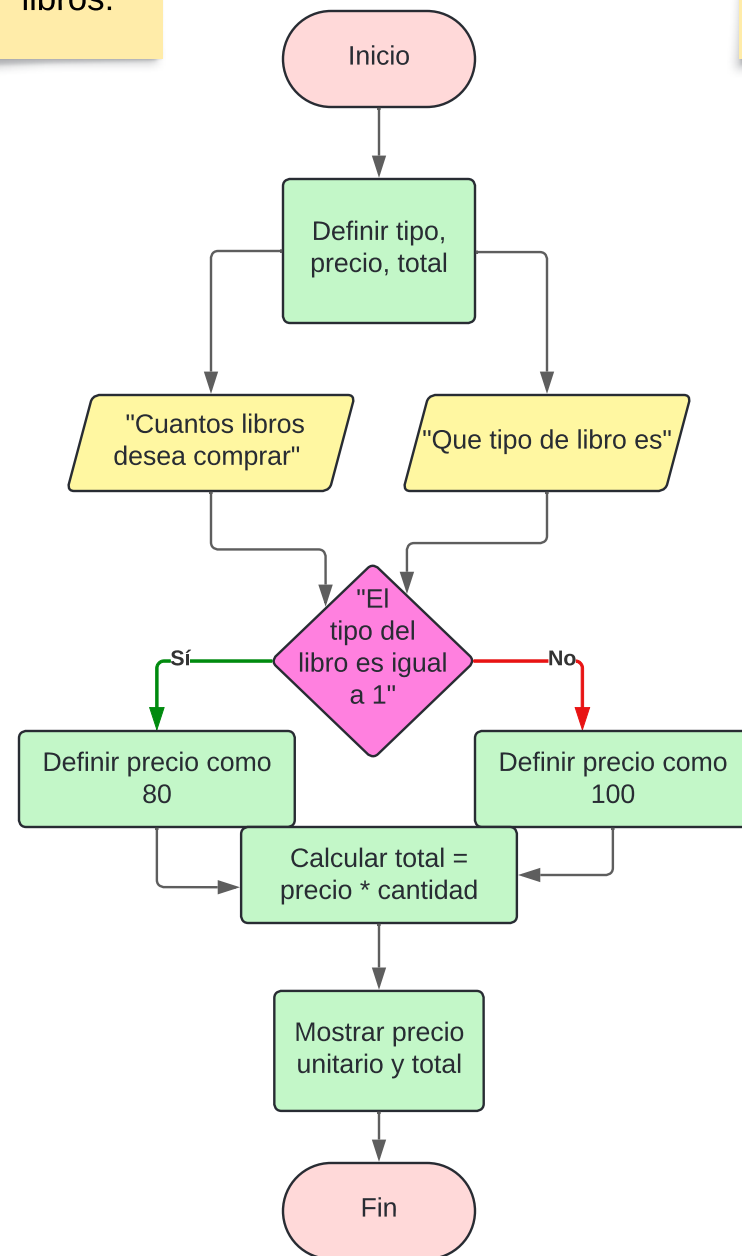 libros.
Inicio
Definir tipo,
precio, total
"Cuantos libros
desea comprar"
"Que tipo de libro es"
"El
tipo del
libro es igual
a 1"
Sí
No
Definir precio como
80
Definir precio como
100
Calcular total =
precio * cantidad
Mostrar precio
unitario y total
Fin